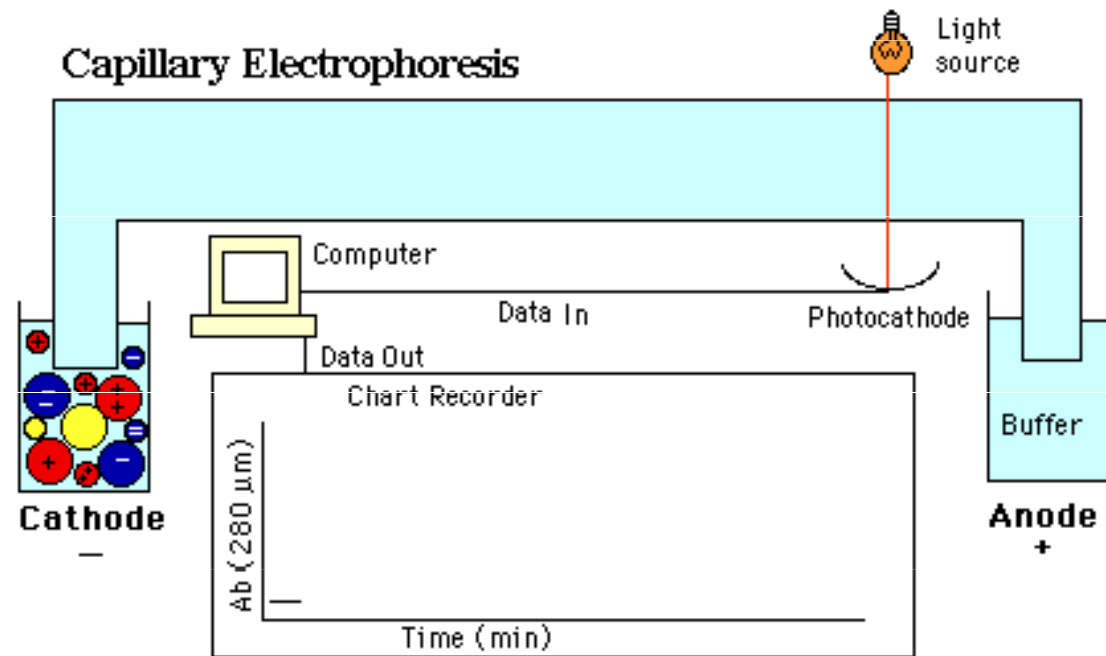 Capillary Electrophoresis
Light
source
Computer
Data In
Photocathode
Data Out
Chart Recorder
Buffer
Cathode
−
Anode
+
Ab (280 µm)
Time (min)
+
−
−
+
+
+
=
+
−
++